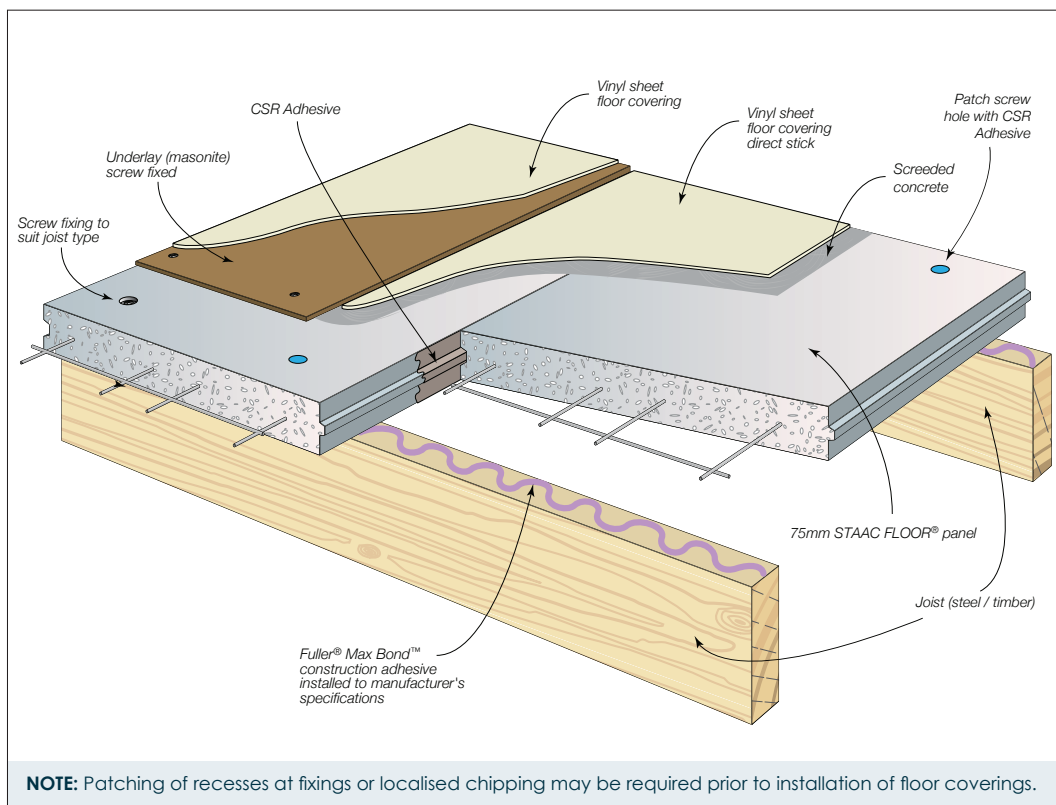 Vinyl sheet
floor covering
CSR Adhesive
Vinyl sheet
floor covering
direct stick
Patch screw
hole with CSR
Adhesive
Underlay (masonite)
screw fixed
Screeded
concrete
Screw fixing to
suit joist type
75mm STAAC FLOOR® panel
Joist (steel / timber)
Fuller® Max Bond™
construction adhesive
installed to manufacturer's
specifications
NOTE: Patching of recesses at fixings or localised chipping may be required prior to installation of floor coverings.